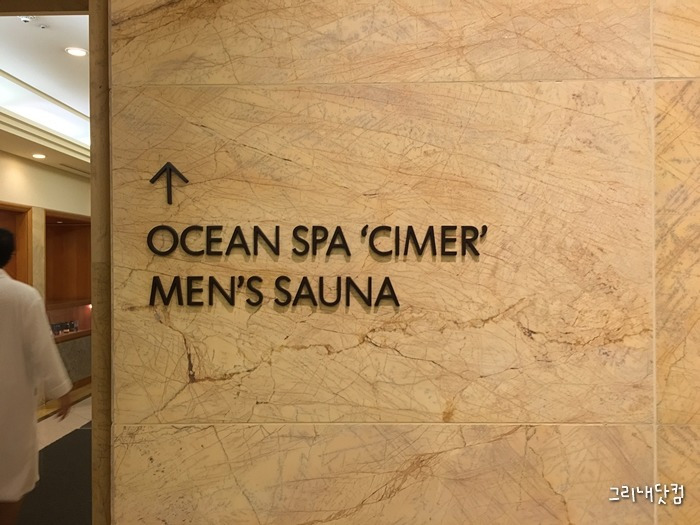 ↑
OCEAN SPA ‘CIMER’
MEN’S SAUNA
그리내닷컴